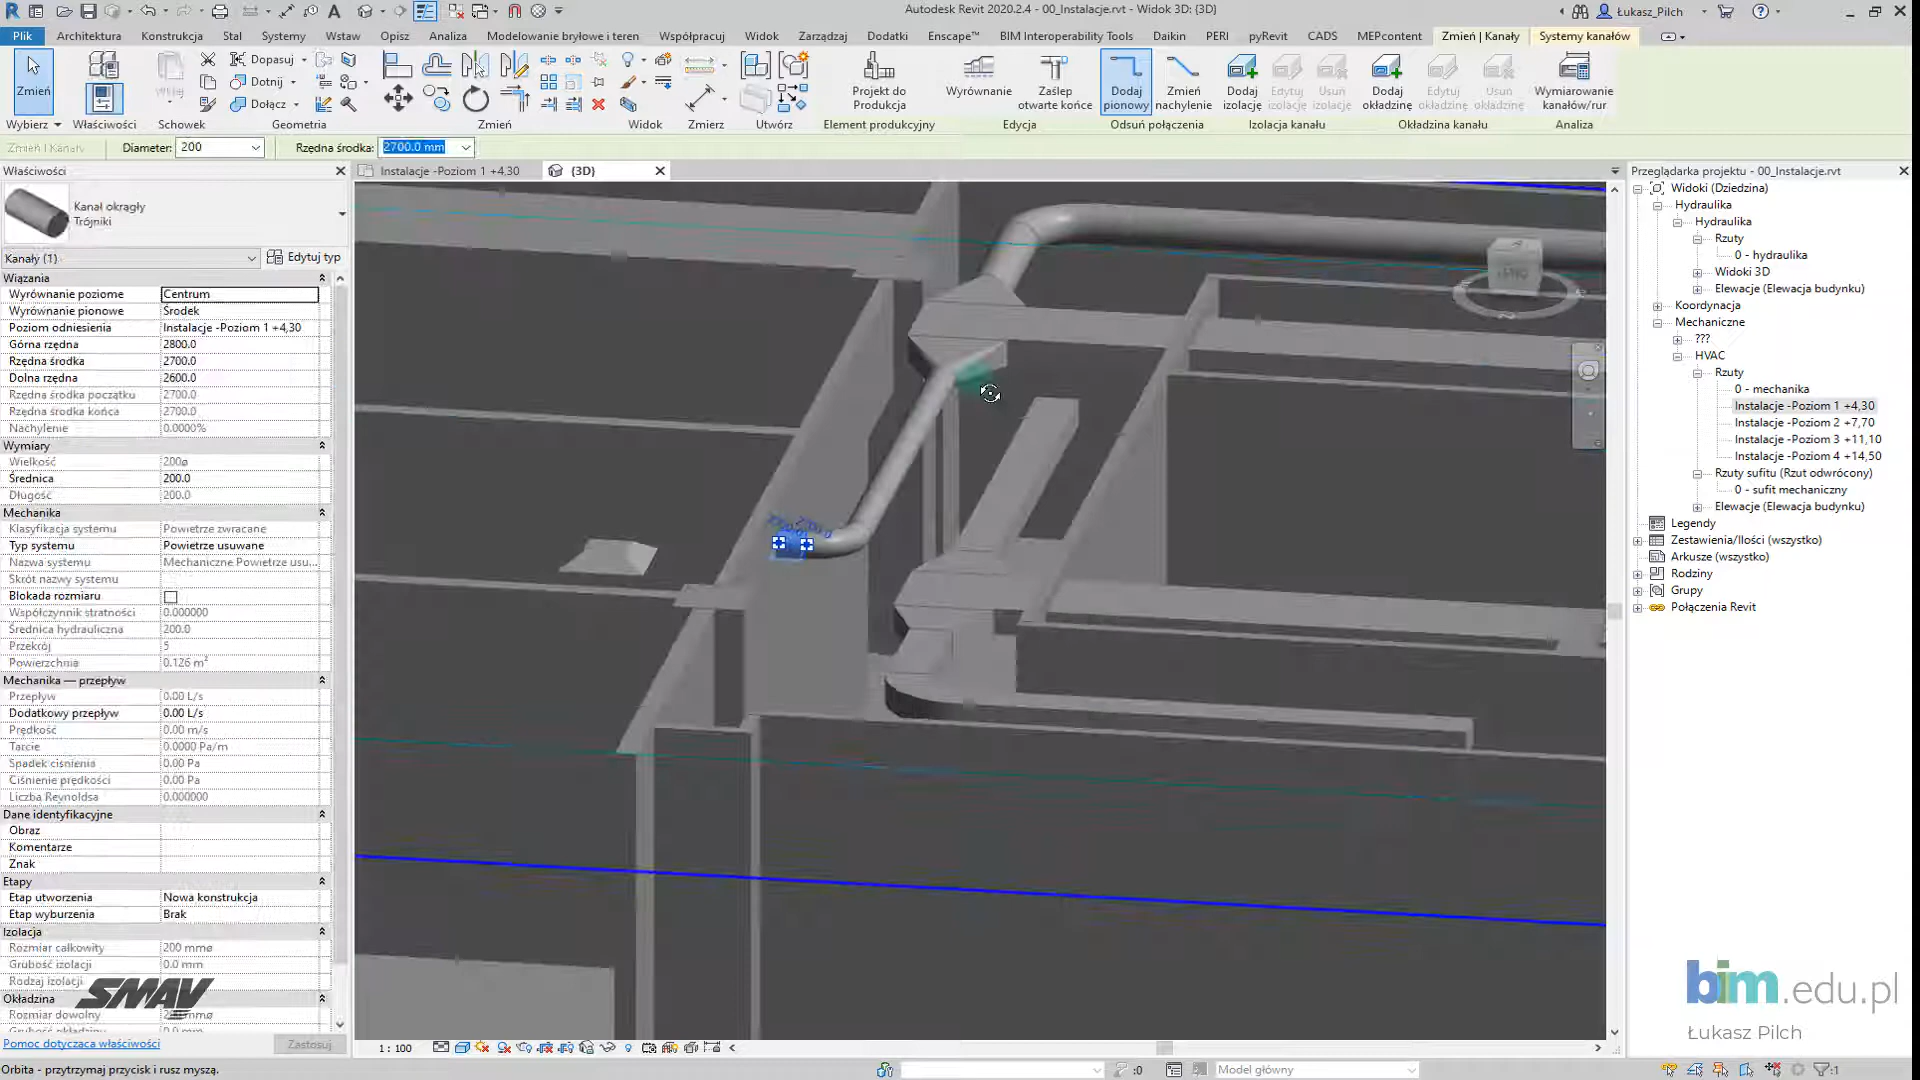 Autodesk Revit 2020.2.4 - 00_Instalacje.rvt - Widok 3D: {3D}
Łukasz_Pilch
Plik Architektura Konstrukcja Stal Systemy Wstaw Opisz Analiza Modelowanie bryłowe i teren Współpracuj Widok Zarządzaj Dodatki Enscape™ BIM Interoperability Tools Daikin PERI pyRevit CADS MEPcontent Zmień | Kanały Systemy kanałów
Zmień
Wklej
Dopasuj
Dotnij
Dołącz
Projekt do Produkcja
Wyrównanie
Zaślep otwarte końce
Dodaj pionowy
Zmień nachylenie
Dodaj izolację
Edytuj izolację
Usuń izolację
Dodaj okładzinę
Edytuj okładzinę
Usuń okładzinę
Wymiarowanie kanałów/rur
Wybierz Właściwości Schowek Geometria Zmień Widok Zmierz Utwórz Element produkcyjny Edycja Odsuń połączenia Izolacja kanału Okładzina kanału Analiza
Zmień | Kanały Diameter: 200 Rzędna środka: 2700.0 mm
Właściwości
Instalacje -Poziom 1 +4,30
{3D}
Kanał okrągły
Trójniki
Kanały (1) Edytuj typ
Wiązania
Wyrównanie poziome Centrum
Wyrównanie pionowe Środek
Poziom odniesienia Instalacje -Poziom 1 +4,30
Górna rzędna 2800.0
Rzędna środka 2700.0
Dolna rzędna 2600.0
Rzędna środka początku 2700.0
Rzędna środka końca 2700.0
Nachylenie 0.0000%
Wymiary
Wielkość 200ø
Średnica 200.0
Długość 200.0
Mechanika
Klasyfikacja systemu Powietrze zwracane
Typ systemu Powietrze usuwane
Nazwa systemu Mechaniczne Powietrze usu...
Skrót nazwy systemu
Blokada rozmiaru
Współczynnik stratności 0.000000
Średnica hydrauliczna 200.0
Przekrój 5
Powierzchnia 0.126 m²
Mechanika — przepływ
Przepływ 0.00 L/s
Dodatkowy przepływ 0.00 L/s
Prędkość 0.00 m/s
Tarcie 0.0000 Pa/m
Spadek ciśnienia 0.00 Pa
Ciśnienie prędkości 0.00 Pa
Liczba Reynoldsa 0.000000
Dane identyfikacyjne
Obraz
Komentarze
Znak
Etapy
Etap utworzenia Nowa konstrukcja
Etap wyburzenia Brak
Izolacja
Rozmiar całkowity 200 mmø
Grubość izolacji 0.0 mm
Rodzaj izolacji
Okładzina
Rozmiar dowolny
SMAV
Pomoc dotycząca właściwości Zastosuj
Przeglądarka projektu - 00_Instalacje.rvt
Widoki (Dziedzina)
Hydraulika
Hydraulika
Rzuty
0 - hydraulika
Widoki 3D
Elewacje (Elewacja budynku)
Koordynacja
Mechaniczne
???
HVAC
Rzuty
0 - mechanika
Instalacje -Poziom 1 +4,30
Instalacje -Poziom 2 +7,70
Instalacje -Poziom 3 +11,10
Instalacje -Poziom 4 +14,50
Rzuty sufitu (Rzut odwrócony)
0 - sufit mechaniczny
Elewacje (Elewacja budynku)
Legendy
Zestawienia/Ilości (wszystko)
Arkusze (wszystko)
Rodziny
Grupy
Połączenia Revit
bim.edu.pl
Łukasz Pilch
1 : 100
Orbita - przytrzymaj przycisk i rusz myszą.
:0
Model główny
:1